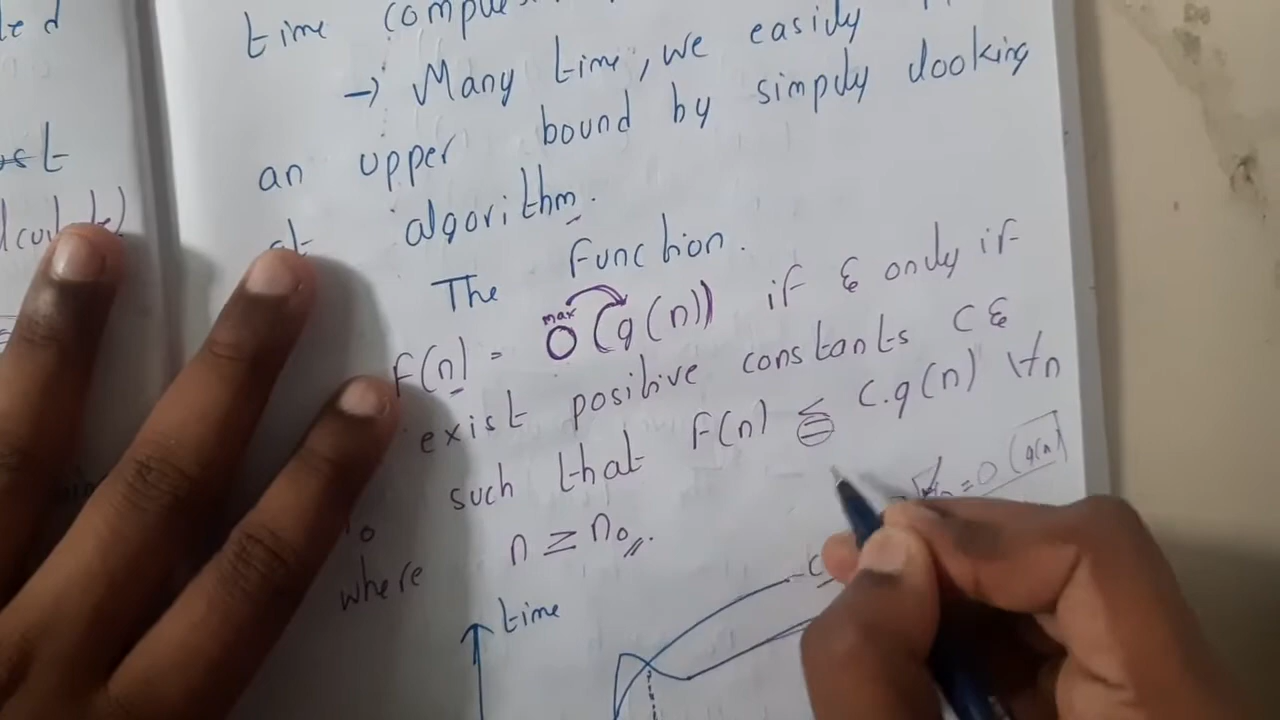 time
→ Many time, we easily
an upper bound by simply looking
at algorithm.
The Function.
max
F(n) = O(g(n)) if & only if
exist positive constants C &
such that F(n) ≤ C.g(n) ∀n
where n ≥ n₀
= O(g(n))
time
C